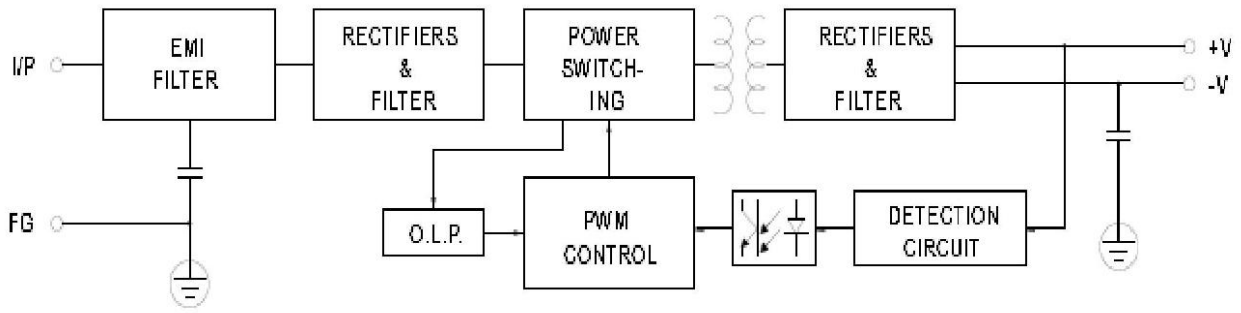 I/P
EMI
FILTER
RECTIFIERS
&
FILTER
POWER
SWITCH-
ING
RECTIFIERS
&
FILTER
+V
-V
FG
O.L.P.
PWM
CONTROL
DETECTION
CIRCUIT